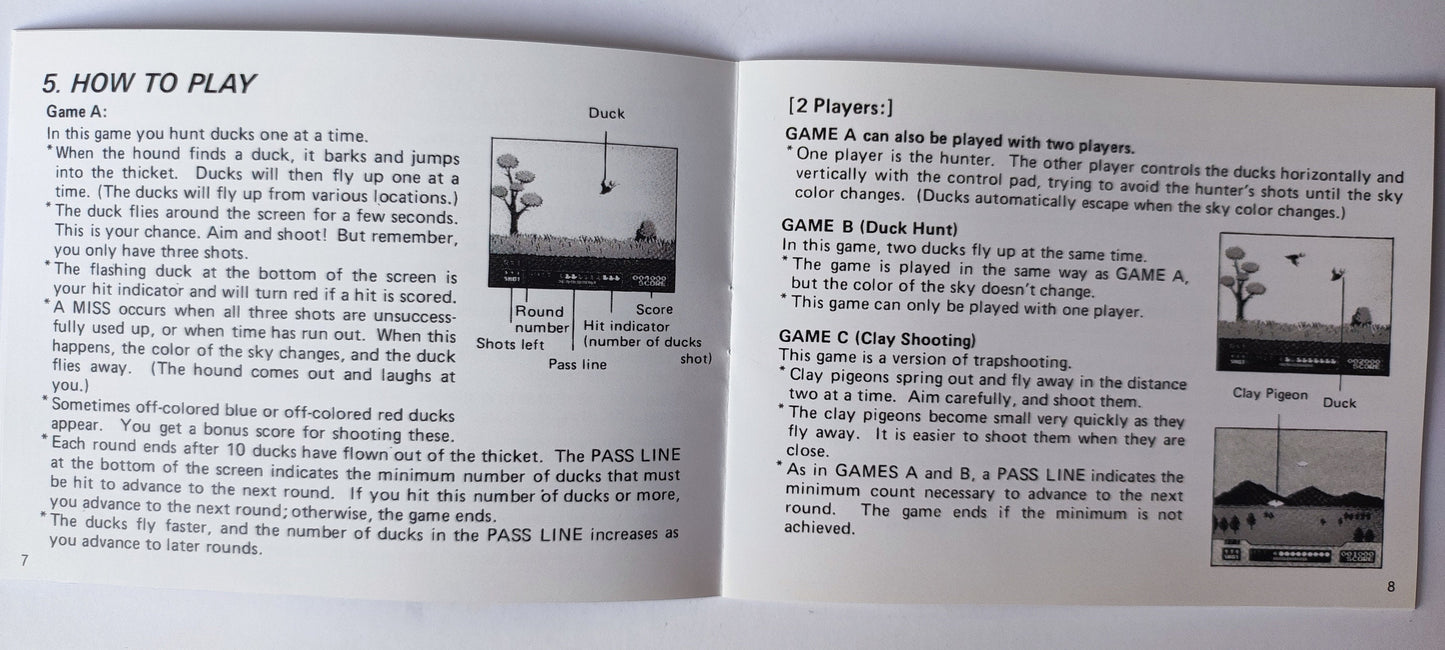 5. HOW TO PLAY
Game A:
In this game you hunt ducks one at a time.
*When the hound finds a duck, it barks and jumps
into the thicket. Ducks will then fly up one at a
time. (The ducks will fly up from various locations.)
*The duck flies around the screen for a few seconds.
This is your chance. Aim and shoot! But remember,
you only have three shots.
*The flashing duck at the bottom of the screen is
your hit indicator and will turn red if a hit is scored.
*A MISS occurs when all three shots are unsuccess-
fully used up, or when time has run out. When this
happens, the color of the sky changes, and the duck
flies away. (The hound comes out and laughs at
you.)
*Sometimes off-colored blue or off-colored red ducks
appear. You get a bonus score for shooting these.
*Each round ends after 10 ducks have flown out of the thicket. The PASS LINE
at the bottom of the screen indicates the minimum number of ducks that must
be hit to advance to the next round. If you hit this number of ducks or more,
you advance to the next round; otherwise, the game ends.
*The ducks fly faster, and the number of ducks in the PASS LINE increases as
you advance to later rounds.
Duck
SHOT
001000
SCORE
Round
number
Shots left
Pass line
Hit indicator
(number of ducks
shot)
Score
7
[2 Players:]
GAME A can also be played with two players.
*One player is the hunter. The other player controls the ducks horizontally and
vertically with the control pad, trying to avoid the hunter's shots until the sky
color changes. (Ducks automatically escape when the sky color changes.)
GAME B (Duck Hunt)
In this game, two ducks fly up at the same time.
*The game is played in the same way as GAME A,
but the color of the sky doesn't change.
*This game can only be played with one player.
GAME C (Clay Shooting)
This game is a version of trapshooting.
*Clay pigeons spring out and fly away in the distance
two at a time. Aim carefully, and shoot them.
*The clay pigeons become small very quickly as they
fly away. It is easier to shoot them when they are
close.
*As in GAMES A and B, a PASS LINE indicates the
minimum count necessary to advance to the next
round. The game ends if the minimum is not
achieved.
SHOT
002000
SCORE
Clay Pigeon
Duck
SHOT
001000
SCORE
8